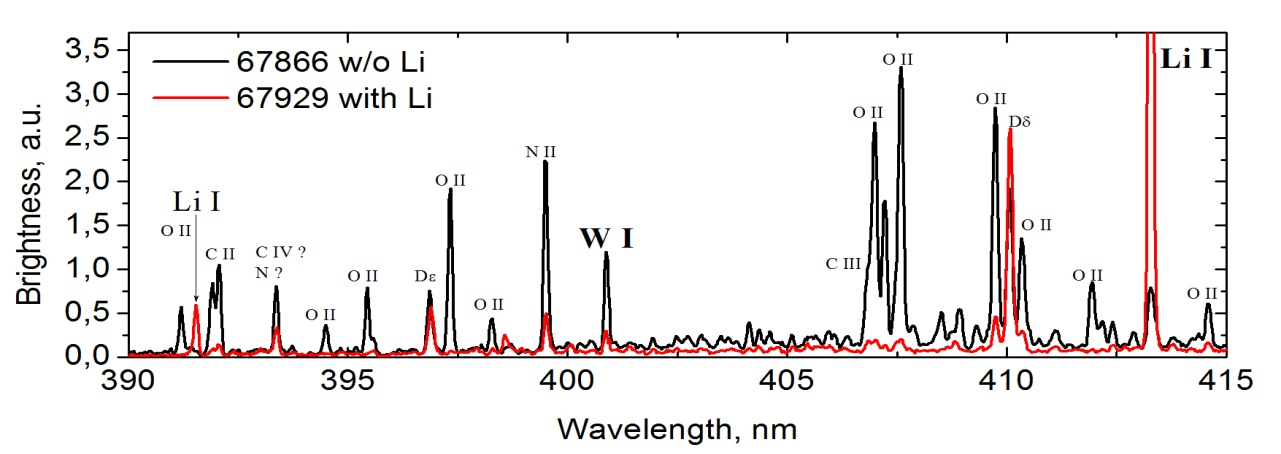 3,5
3,0
2,5
2,0
1,5
1,0
0,5
0,0
Brightness, a.u.
67866 w/o Li
67929 with Li
O II
Li I
C II
C IV ?
N ?
O II
O II
Dε
O II
O II
N II
W I
C III
O II
O II
O II
Dδ
O II
O II
Li I
O II
390
395
400
405
410
415
Wavelength, nm